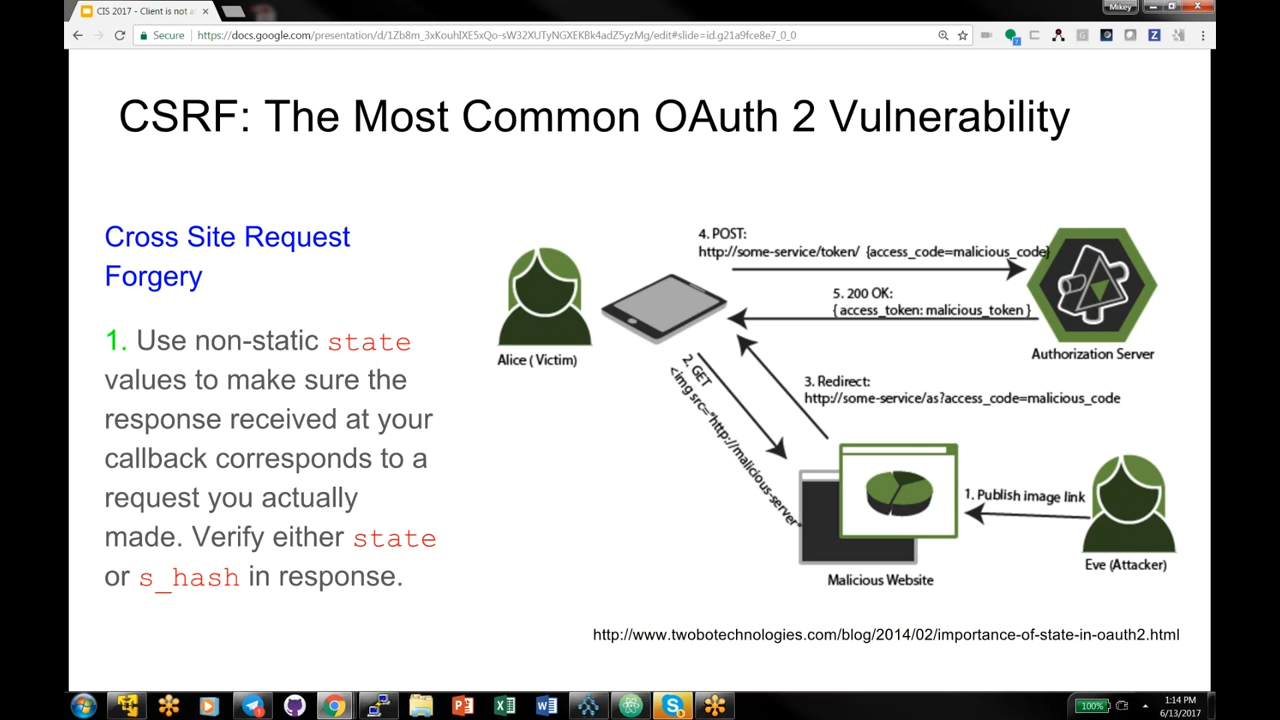 CIS 2017 - Client is not a
Mikey
Secure
https://docs.google.com/presentation/d/1Zb8m_3xKouhIXE5xQo-sW32XUTyNGXEKBk4adZ5yzMg/edit#slide=id.g21a9fce8e7_0_0
CSRF: The Most Common OAuth 2 Vulnerability
Cross Site Request
Forgery
1. Use non-static state
values to make sure the
response received at your
callback corresponds to a
request you actually
made. Verify either state
or s_hash in response.
4. POST:
http://some-service/token/ {access_code=malicious_code}
5. 200 OK:
{ access_token: malicious_token }
Alice ( Victim)
Authorization Server
2. GET
<img src="http://malicious-server"
3. Redirect:
http://some-service/as?access_code=malicious_code
1. Publish image link
Malicious Website
Eve (Attacker)
http://www.twobotechnologies.com/blog/2014/02/importance-of-state-in-oauth2.html
100%
1:14 PM
6/13/2017